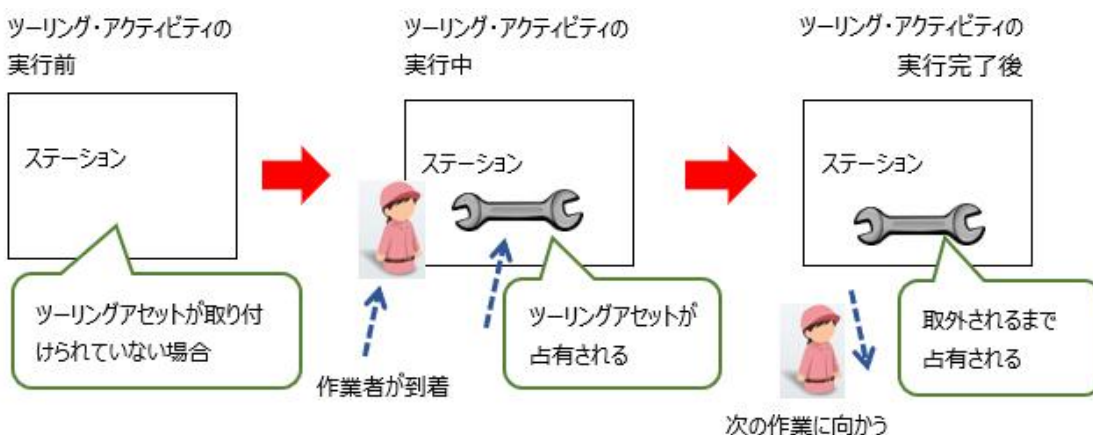 ツーリング・アクティビティの
実行前
ステーション
ツーリングアセットが取り付
けられていない場合
ツーリング・アクティビティの
実行中
ステーション
ツーリングアセットが
占有される
作業者が到着
ツーリング・アクティビティの
実行完了後
ステーション
取外されるまで
占有される
次の作業に向かう